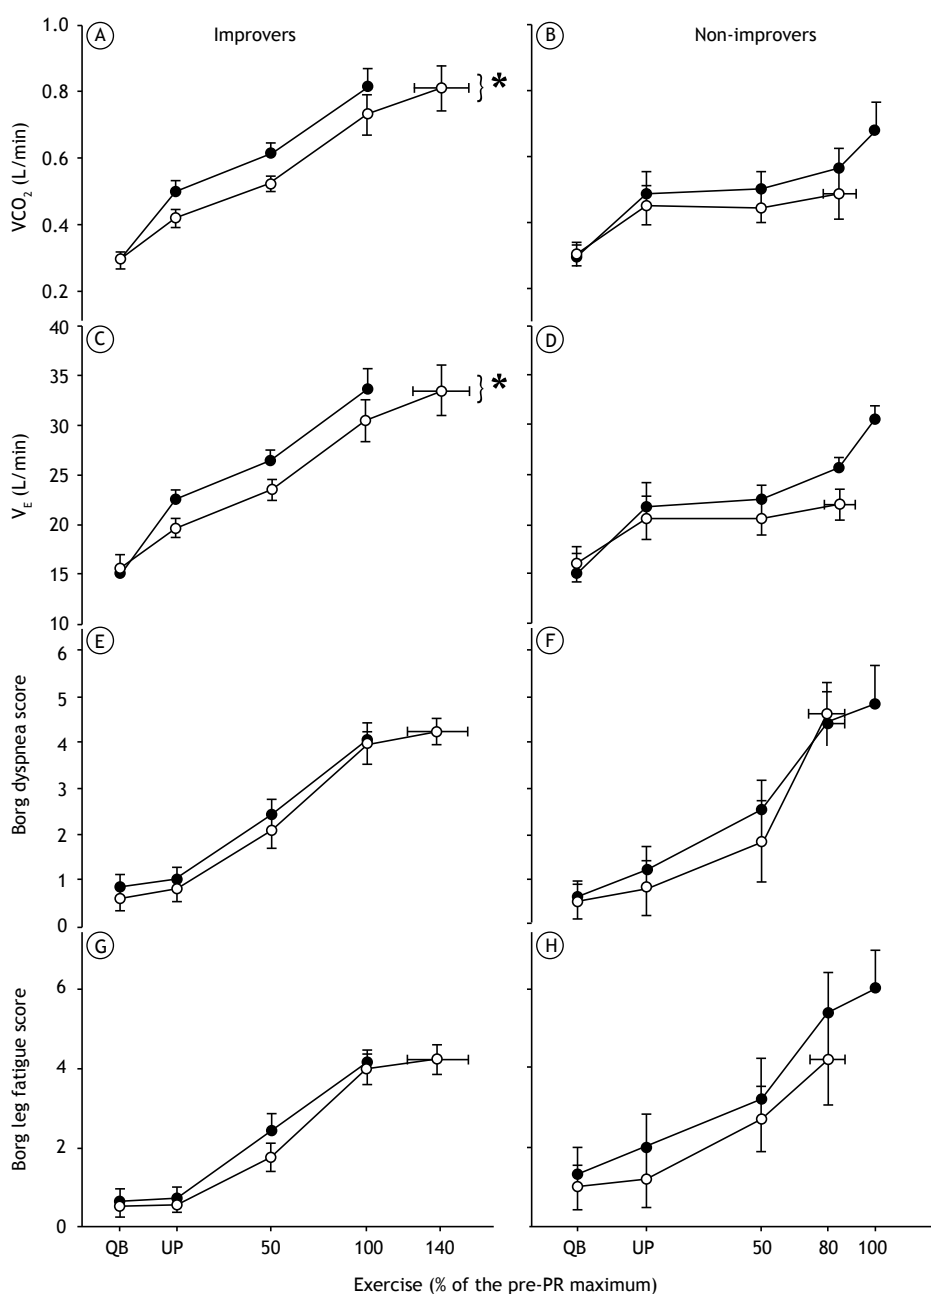 A Improvers
B Non-improvers
VCO2 (L/min)
1.0
0.8
0.6
0.4
0.2
*
C
D
VE (L/min)
40
35
30
25
20
15
10
*
E
F
Borg dyspnea score
6
5
4
3
2
1
0
G
H
Borg leg fatigue score
6
4
2
0
QB UP 50 100 140
QB UP 50 80 100
Exercise (% of the pre-PR maximum)